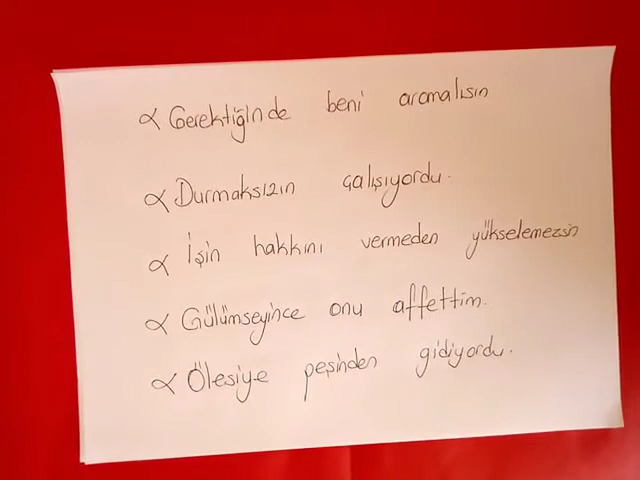 ∝ Gerektiğinde beni aramalısın
∝ Durmaksızın çalışıyordu.
∝ İşin hakkını vermeden yükselemezsin
∝ Gülümseyince onu affettim.
∝ Ölesiye peşinden gidiyordu.